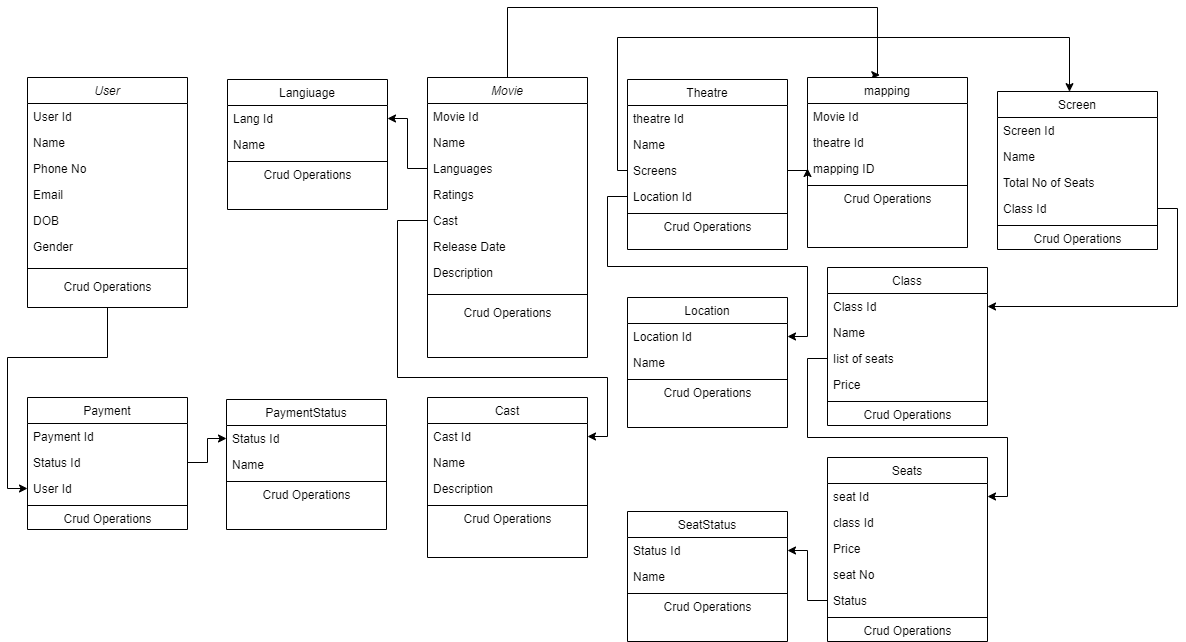 User
User Id
Name
Phone No
Email
DOB
Gender
Crud Operations
Laniguage
Lang Id
Name
Crud Operations
Movie
Movie Id
Name
Languages
Ratings
Cast
Release Date
Description
Crud Operations
Theatre
theatre Id
Name
Screens
Location Id
Crud Operations
mapping
Movie Id
theatre Id
mapping ID
Crud Operations
Screen
Screen Id
Name
Total No of Seats
Class Id
Crud Operations
Location
Location Id
Name
Crud Operations
Class
Class Id
Name
list of seats
Price
Crud Operations
Payment
Payment Id
Status Id
User Id
Crud Operations
PaymentStatus
Status Id
Name
Crud Operations
Cast
Cast Id
Name
Description
Crud Operations
SeatStatus
Status Id
Name
Crud Operations
Seats
seat Id
class Id
Price
seat No
Status
Crud Operations